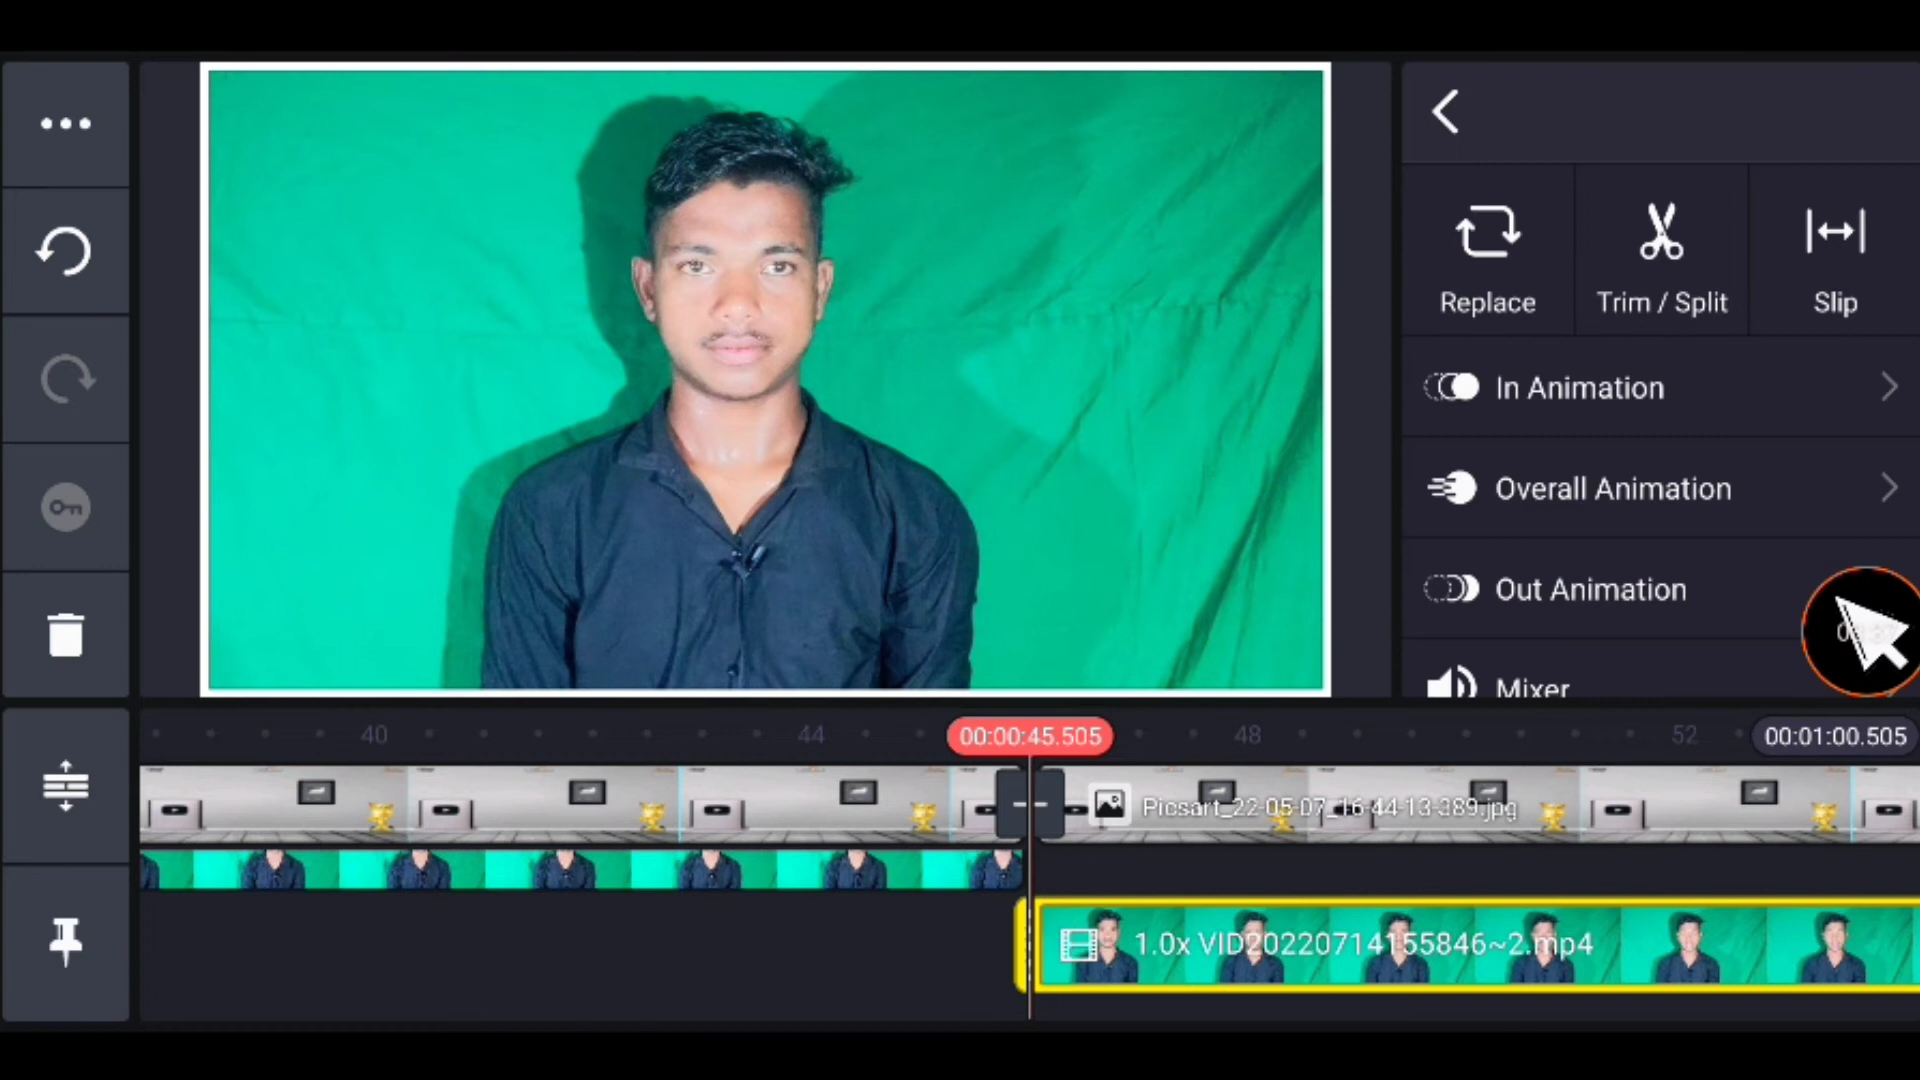 Replace
Trim / Split
Slip
In Animation
Overall Animation
Out Animation
Mixer
40
44
00:00:45.505
48
52
00:01:00.505
Picsart_22-05-07_16-44-13-389.jpg
1.0x VID20220714155846~2.mp4